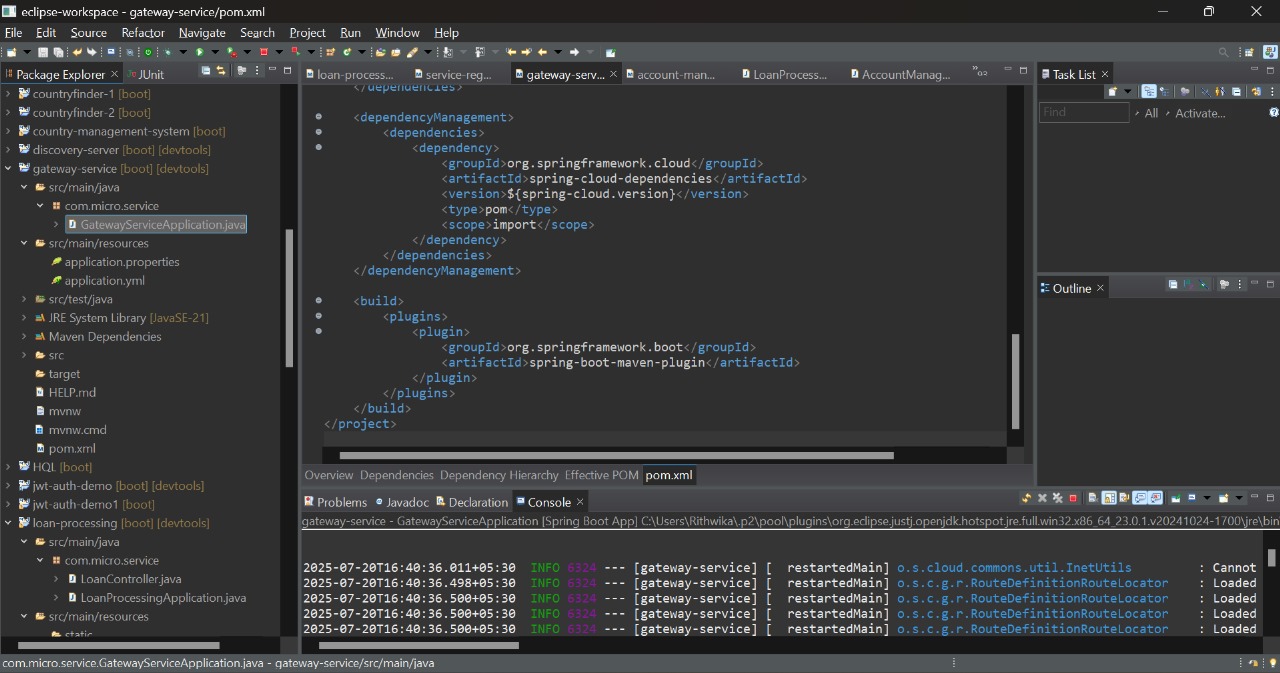 eclipse-workspace - gateway-service/pom.xml
File Edit Source Refactor Navigate Search Project Run Window Help
Package Explorer JUnit
countryfinder-1 [boot]
countryfinder-2 [boot]
country-management-system [boot]
discovery-server [boot] [devtools]
gateway-service [boot] [devtools]
src/main/java
com.micro.service
GatewayServiceApplication.java
src/main/resources
application.properties
application.yml
src/test/java
JRE System Library [JavaSE-21]
Maven Dependencies
src
target
HELP.md
mvnw
mvnw.cmd
pom.xml
HQL [boot]
jwt-auth-demo [boot] [devtools]
jwt-auth-demo1 [boot]
loan-processing [boot] [devtools]
src/main/java
com.micro.service
LoanController.java
LoanProcessingApplication.java
src/main/resources
static
loan-process... service-reg... gateway-serv... account-man... LoanProcess... AccountManag...
</dependencies>
<dependencyManagement>
<dependencies>
<dependency>
<groupId>org.springframework.cloud</groupId>
<artifactId>spring-cloud-dependencies</artifactId>
<version>${spring-cloud.version}</version>
<type>pom</type>
<scope>import</scope>
</dependency>
</dependencies>
</dependencyManagement>
<build>
<plugins>
<plugin>
<groupId>org.springframework.boot</groupId>
<artifactId>spring-boot-maven-plugin</artifactId>
</plugin>
</plugins>
</build>
</project>
Overview Dependencies Dependency Hierarchy Effective POM pom.xml
Task List
Find All Activate...
Outline
Problems Javadoc Declaration Console
gateway-service - GatewayServiceApplication [Spring Boot App] C:\Users\Rithwika\.p2\pool\plugins\org.eclipse.justj.openjdk.hotspot.jre.full.win32.x86_64_23.0.1.v20241024-1700\jre\bin
2025-07-20T16:40:36.011+05:30 INFO 6324 --- [gateway-service] [ restartedMain] o.s.cloud.commons.util.InetUtils : Cannot
2025-07-20T16:40:36.498+05:30 INFO 6324 --- [gateway-service] [ restartedMain] o.s.c.g.r.RouteDefinitionRouteLocator : Loaded
2025-07-20T16:40:36.500+05:30 INFO 6324 --- [gateway-service] [ restartedMain] o.s.c.g.r.RouteDefinitionRouteLocator : Loaded
2025-07-20T16:40:36.500+05:30 INFO 6324 --- [gateway-service] [ restartedMain] o.s.c.g.r.RouteDefinitionRouteLocator : Loaded
2025-07-20T16:40:36.500+05:30 INFO 6324 --- [gateway-service] [ restartedMain] o.s.c.g.r.RouteDefinitionRouteLocator : Loaded
com.micro.service.GatewayServiceApplication.java - gateway-service/src/main/java